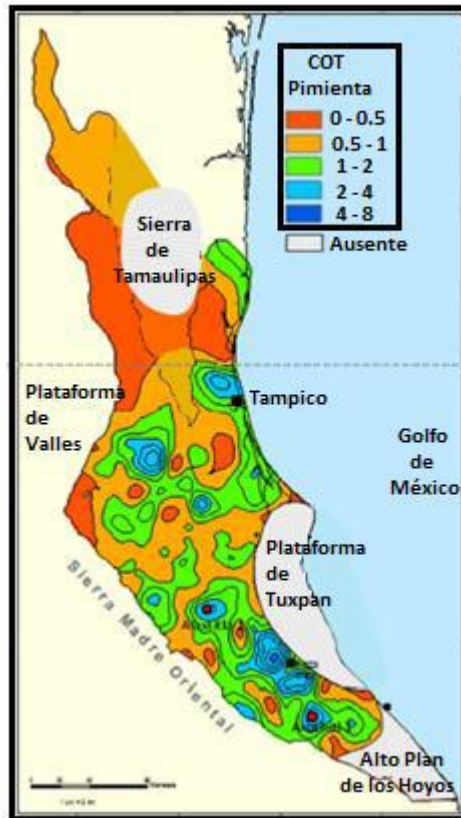 COT
Pimienta
0 - 0.5
0.5 - 1
1 - 2
2 - 4
4 - 8
Ausente
Sierra
de
Tamaulipas
Plataforma
de
Valles
Tampico
Golfo
de
México
Plataforma
de
Tuxpan
Sierra Madre Oriental
Alto Plan
de los Hoyos